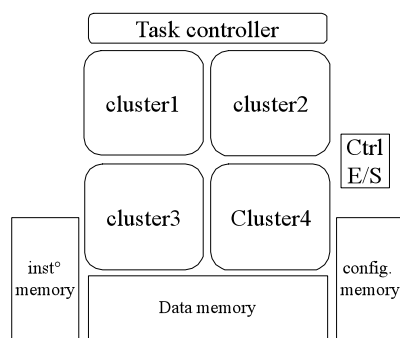 Task controller
cluster1
cluster2
Ctrl
E/S
cluster3
Cluster4
inst°
memory
config.
memory
Data memory